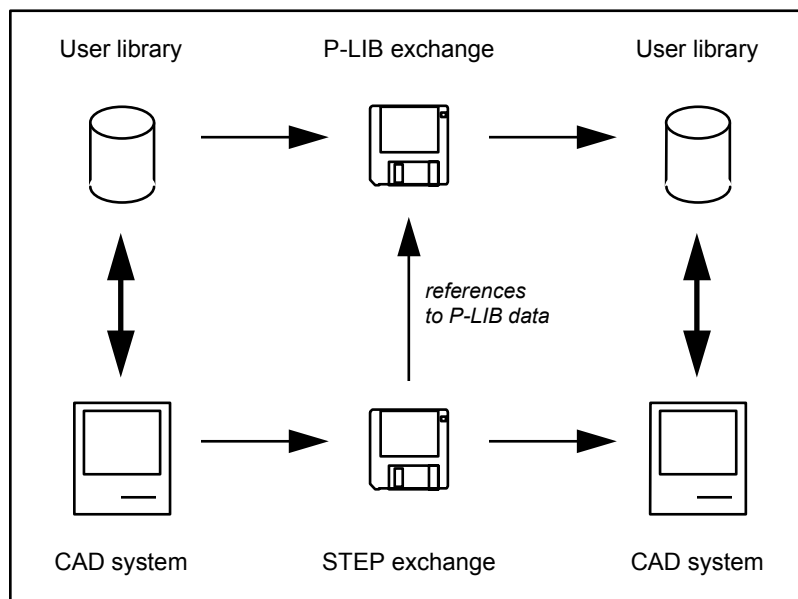 User library
P-LIB exchange
User library
references
to P-LIB data
CAD system
STEP exchange
CAD system